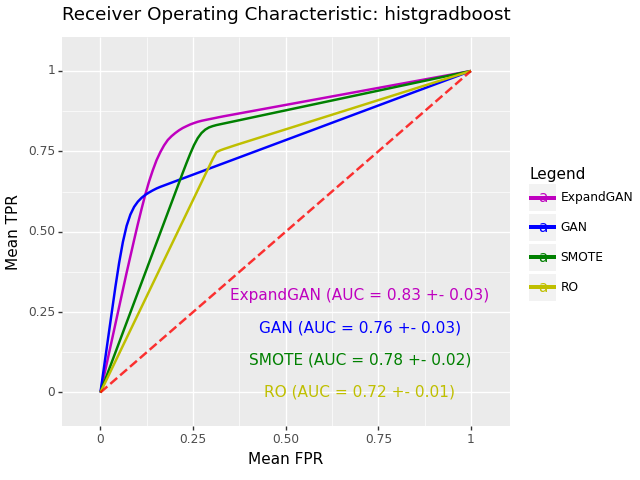 Receiver Operating Characteristic: histgradboost
Mean TPR
1
0.75
0.50
0.25
0
ExpandGAN (AUC = 0.83 +- 0.03)
GAN (AUC = 0.76 +- 0.03)
SMOTE (AUC = 0.78 +- 0.02)
RO (AUC = 0.72 +- 0.01)
0
0.25
0.50
0.75
1
Mean FPR
Legend
a ExpandGAN
a GAN
a SMOTE
a RO